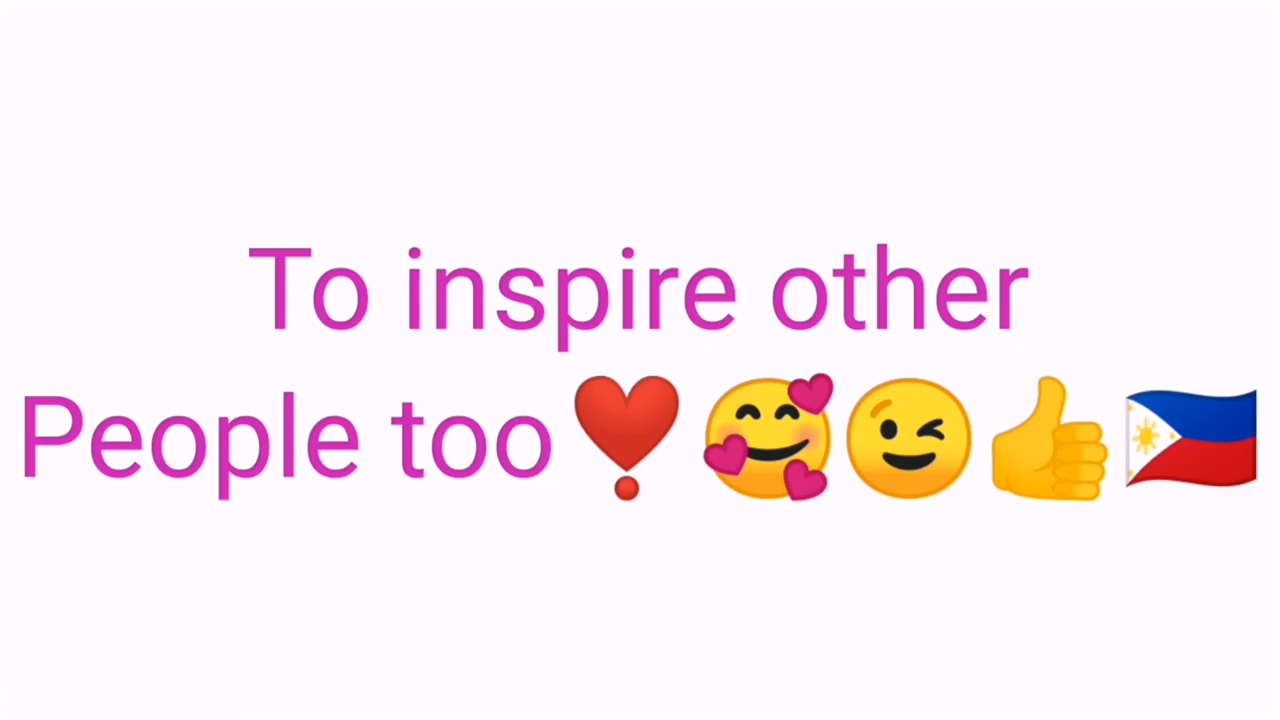 To inspire other
People too❣️🥰😉👍🇵🇭